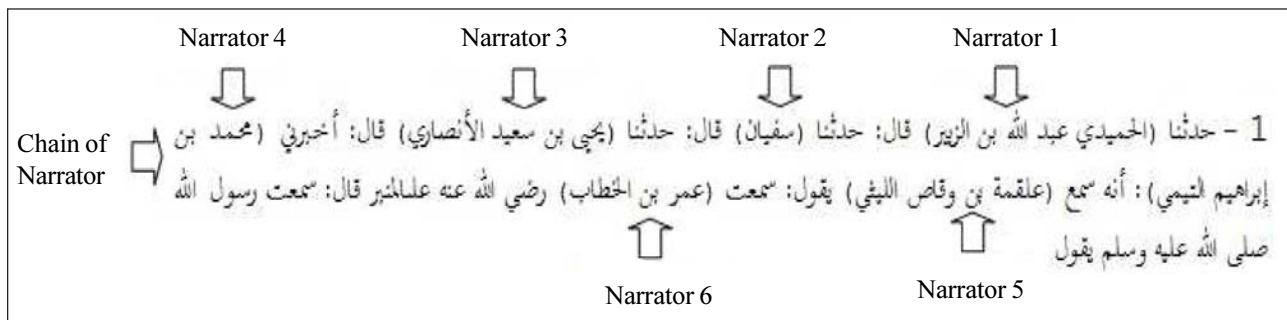 Narrator 4 Narrator 3 Narrator 2 Narrator 1
Chain of
Narrator
1 – حدثنا (الحميدي عبد الله بن الزبير) قال: حدثنا (سفيان) قال: حدثنا (يحيى بن سعيد الأنصاري) قال: أخبرني (محمد بن
إبراهيم التيمي): أنه سمع (علقمة بن وقاص الليثي) يقول: سمعت (عمر بن الخطاب) رضي الله عنه علىالمنبر قال: سمعت رسول الله
صلى الله عليه وسلم يقول
Narrator 6 Narrator 5